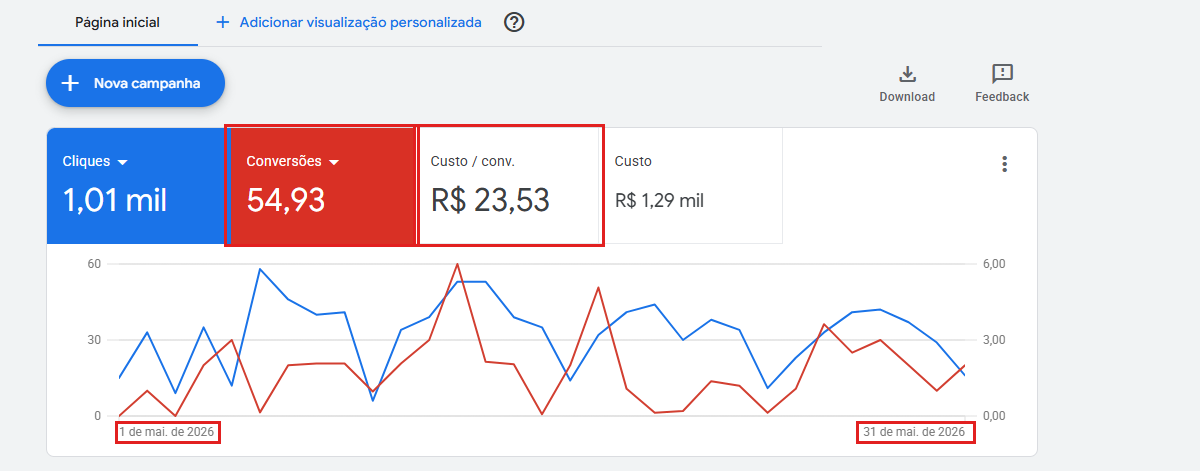 Página inicial
+ Adicionar visualização personalizada
Nova campanha
Download
Feedback
Cliques
Conversões
Custo / conv.
Custo
1,01 mil
54,93
R$ 23,53
R$ 1,29 mil
60
6,00
30
3,00
0
0,00
1 de mai. de 2026
31 de mai. de 2026